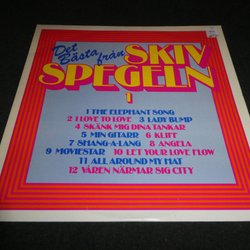 Det
Bästa från
SKIV
SPEGELN
1
1 THE ELEPHANT SONG
2 I LOVE TO LOVE 3 LADY BUMP
4 SKÄNK MIG DINA TANKAR
5 MIN GITARR 6 KLIFF
7 SHANG-A-LANG 8 ANGELA
9 MOVIESTAR 10 LET YOUR LOVE FLOW
11 ALL AROUND MY HAT
12 VÅREN NÄRMAR SIG CITY